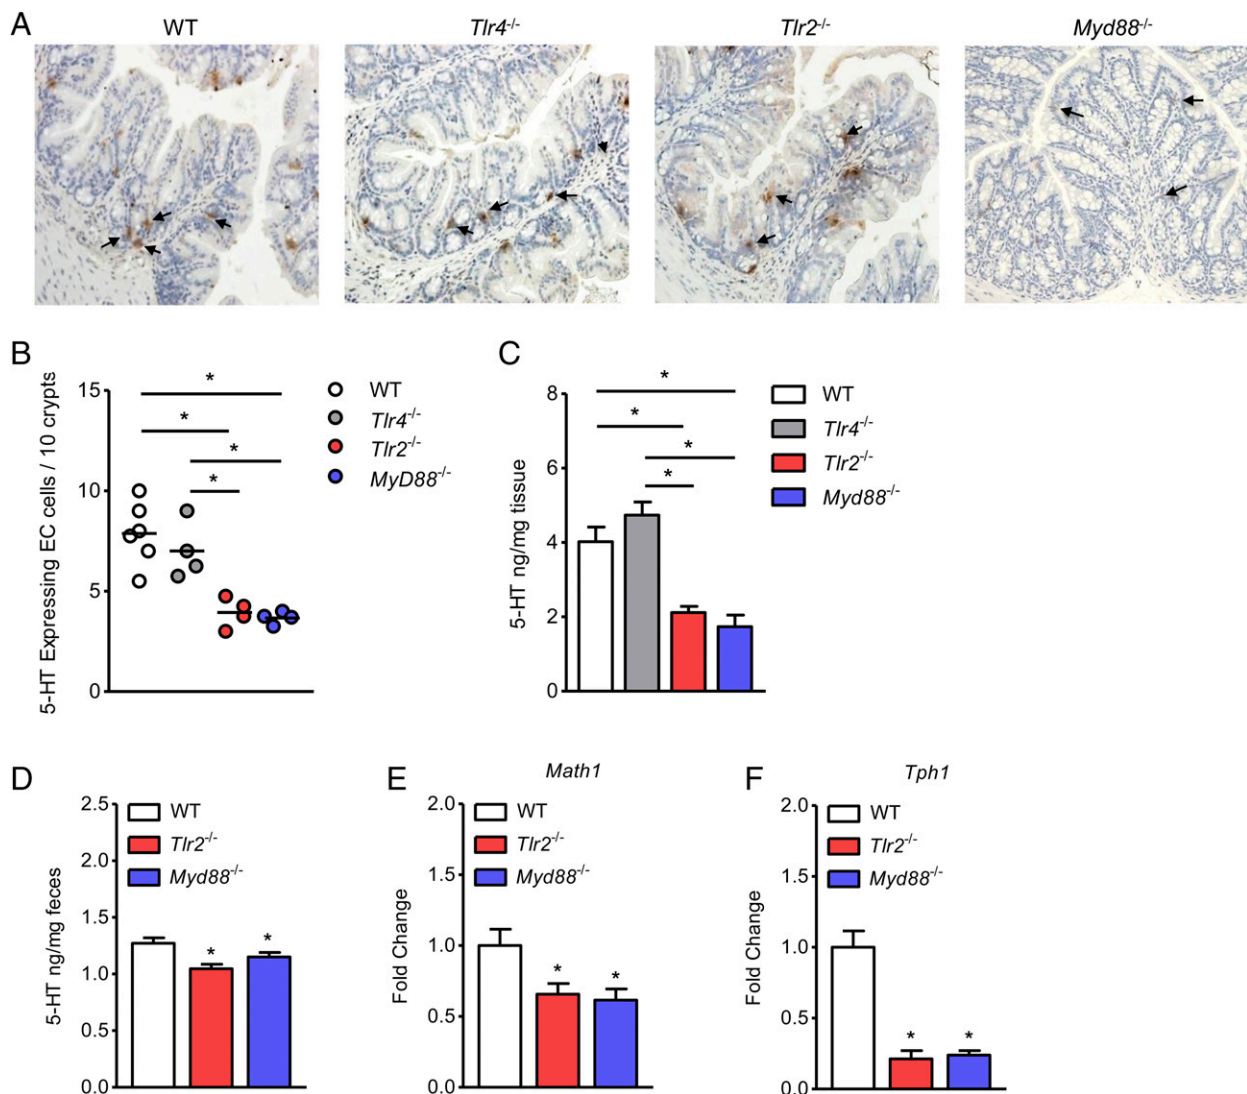 A
WT
Tlr4-/-
Tlr2-/-
Myd88-/-
B
5-HT Expressing EC cells / 10 crypts
15
10
5
0
*
*
*
*
WT
Tlr4-/-
Tlr2-/-
MyD88-/-
C
5-HT ng/mg tissue
8
6
4
2
0
*
*
*
*
WT
Tlr4-/-
Tlr2-/-
Myd88-/-
D
5-HT ng/mg feces
2.5
2.0
1.5
1.0
0.5
0.0
WT
Tlr2-/-
Myd88-/-
*
*
E
Math1
Fold Change
2.0
1.5
1.0
0.5
0.0
WT
Tlr2-/-
Myd88-/-
*
*
F
Tph1
Fold Change
2.0
1.5
1.0
0.5
0.0
WT
Tlr2-/-
Myd88-/-
*
*